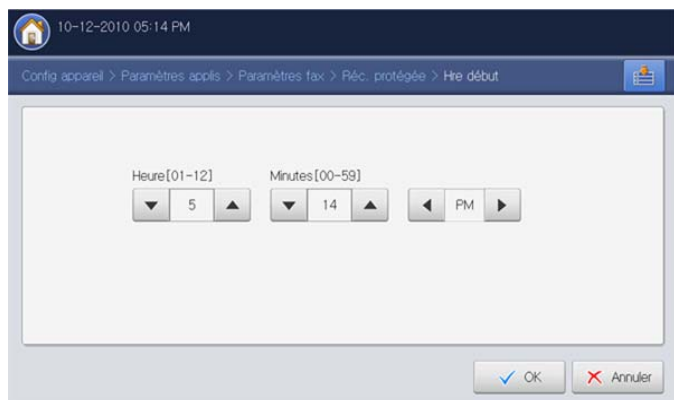 10-12-2010 05:14 PM
Config appareil > Paramètres applis > Paramètres fax > Réc. protégée > Hre début
Heure[01-12] Minutes[00-59]
5 14 PM
OK Annuler